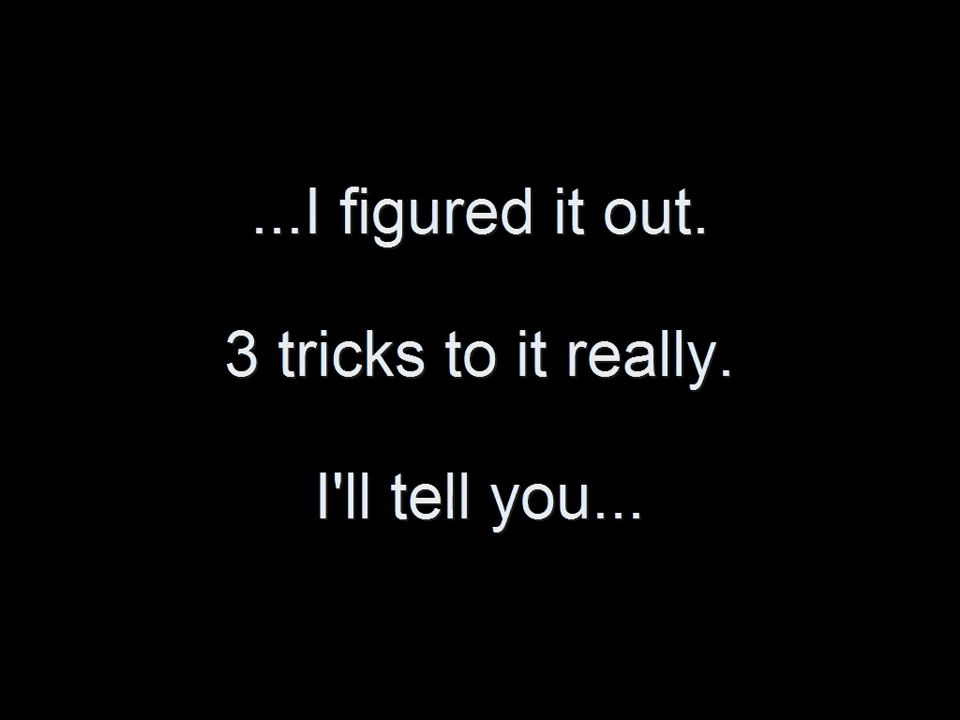 ...I figured it out.
3 tricks to it really.
I'll tell you...